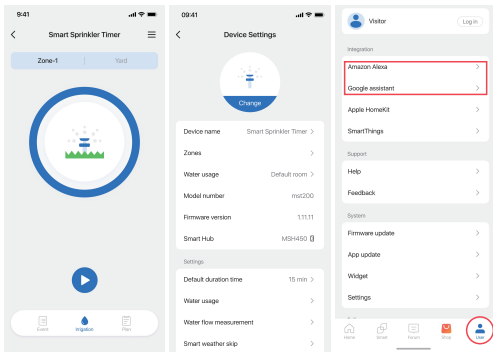 9:41
Smart Sprinkler Timer
Zone-1
Yard
Event
Irrigation
Plan
09:41
Device Settings
Change
Device name Smart Sprinkler Timer
Zones
Water usage Default room
Model number mst200
Firmware version 1.11.11
Smart Hub MSH450
Settings
Default duration time 15 min
Water usage
Water flow measurement
Smart weather skip
Visitor
Log in
Integration
Amazon Alexa
Google assistant
Apple HomeKit
SmartThings
Support
Help
Feedback
System
Firmware update
App update
Widget
Settings
Home
Smart
Shop
User